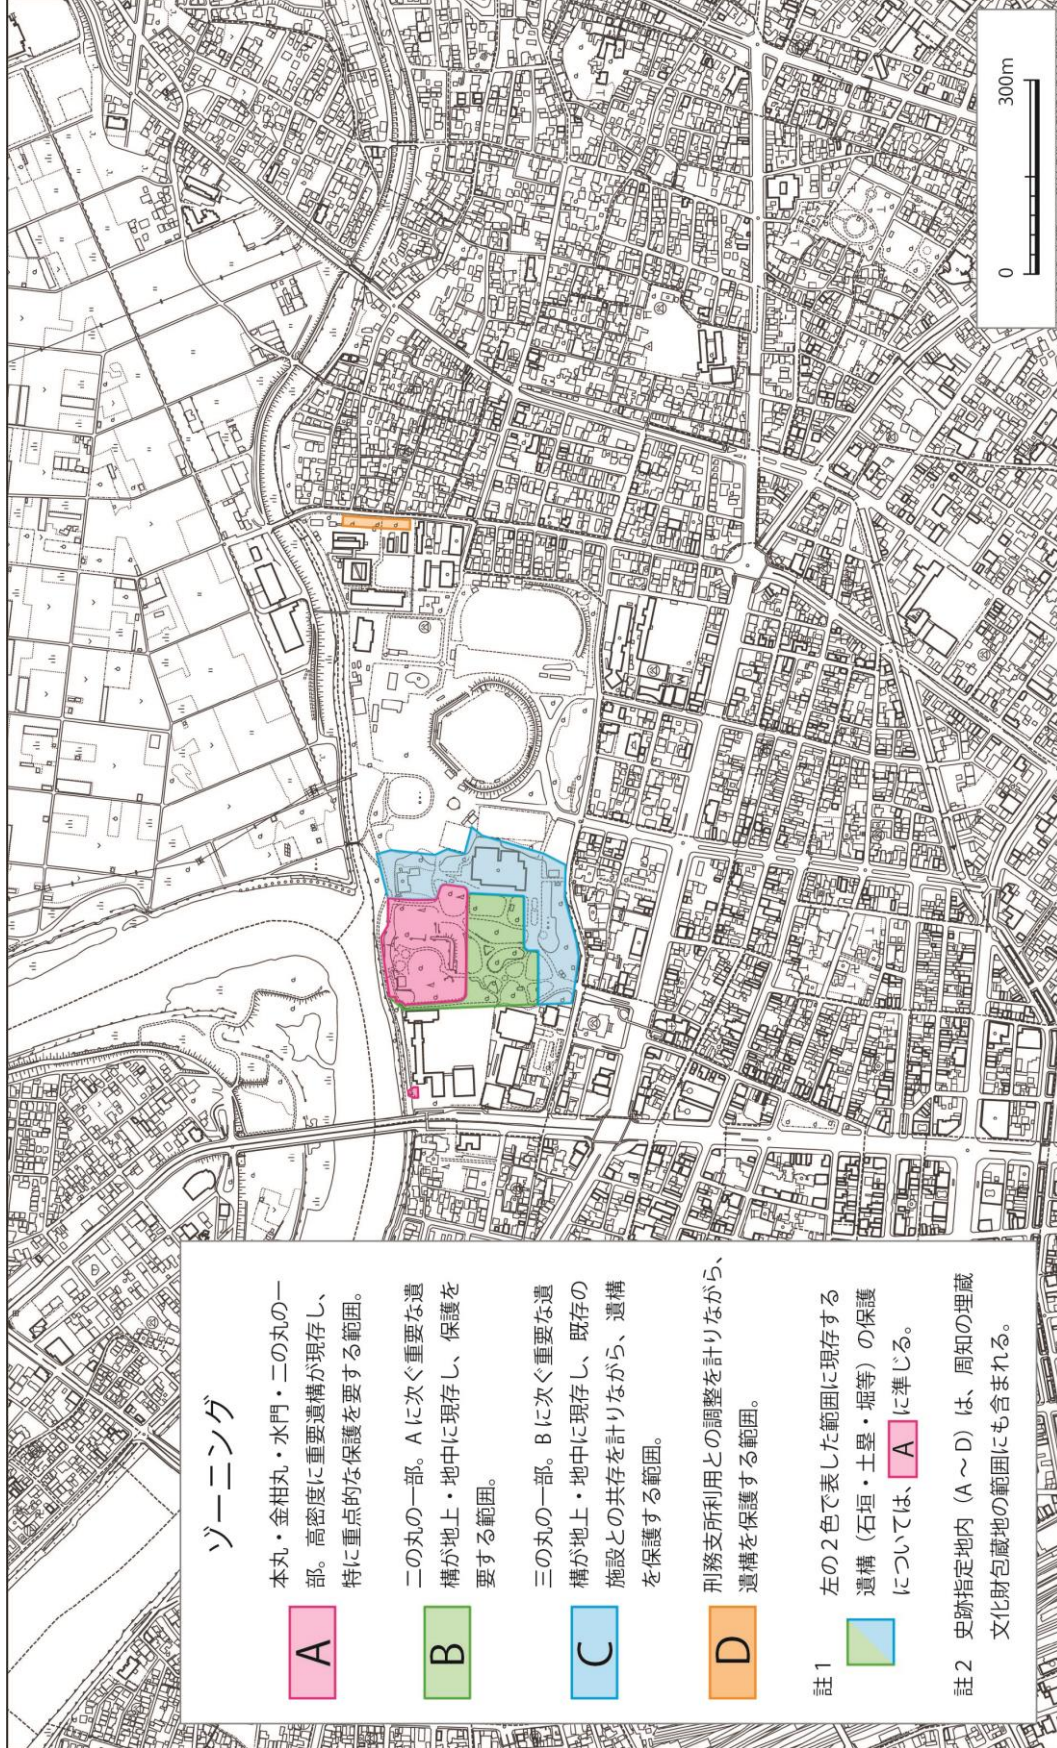 ゾーニング
A
本丸・金柑丸・水門・二の丸の一
部。高密度に重要遺構が現存し、
特に重点的な保護を要する範囲。
B
二の丸の一部。A に次ぐ重要な遺
構が地上・地中に現存し、保護を
要する範囲。
C
三の丸の一部。B に次ぐ重要な遺
構が地上・地中に現存し、既存の
施設との共存を計りながら、遺構
を保護する範囲。
D
刑務支所利用との調整を計りながら、
遺構を保護する範囲。
註1
左の2色で表した範囲に現存する
遺構（石垣・土塁・堀等）の保護
については、 A に準じる。
註2 史跡指定地内（A～D）は、周知の埋蔵
文化財包蔵地の範囲にも含まれる。
0 300m